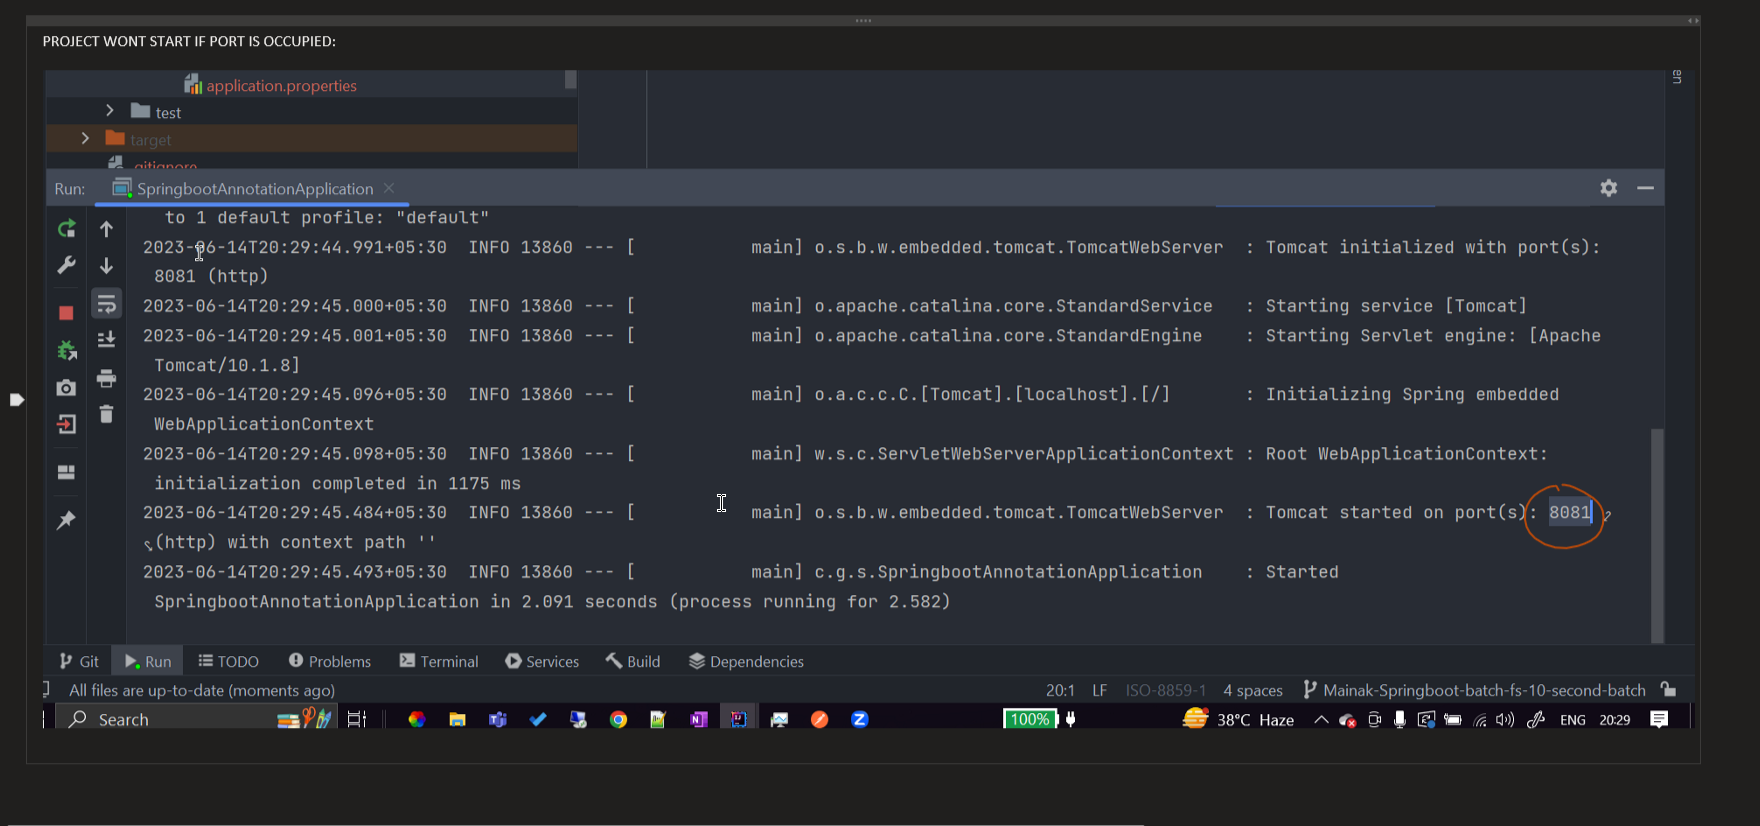 PROJECT WONT START IF PORT IS OCCUPIED:
en
application.properties
test
target
.gitignore
Run: SpringbootAnnotationApplication
to 1 default profile: "default"
2023-06-14T20:29:44.991+05:30  INFO 13860 --- [           main] o.s.b.w.embedded.tomcat.TomcatWebServer  : Tomcat initialized with port(s):
8081 (http)
2023-06-14T20:29:45.000+05:30  INFO 13860 --- [           main] o.apache.catalina.core.StandardService   : Starting service [Tomcat]
2023-06-14T20:29:45.001+05:30  INFO 13860 --- [           main] o.apache.catalina.core.StandardEngine    : Starting Servlet engine: [Apache
Tomcat/10.1.8]
2023-06-14T20:29:45.096+05:30  INFO 13860 --- [           main] o.a.c.c.C.[Tomcat].[localhost].[/]       : Initializing Spring embedded
WebApplicationContext
2023-06-14T20:29:45.098+05:30  INFO 13860 --- [           main] w.s.c.ServletWebServerApplicationContext : Root WebApplicationContext:
initialization completed in 1175 ms
2023-06-14T20:29:45.484+05:30  INFO 13860 --- [           main] o.s.b.w.embedded.tomcat.TomcatWebServer  : Tomcat started on port(s): 8081
(http) with context path ''
2023-06-14T20:29:45.493+05:30  INFO 13860 --- [           main] c.g.s.SpringbootAnnotationApplication    : Started
SpringbootAnnotationApplication in 2.091 seconds (process running for 2.582)
Git Run TODO Problems Terminal Services Build Dependencies
All files are up-to-date (moments ago) 20:1 LF ISO-8859-1 4 spaces Mainak-Springboot-batch-fs-10-second-batch
Search 100% 38°C Haze ENG 20:29